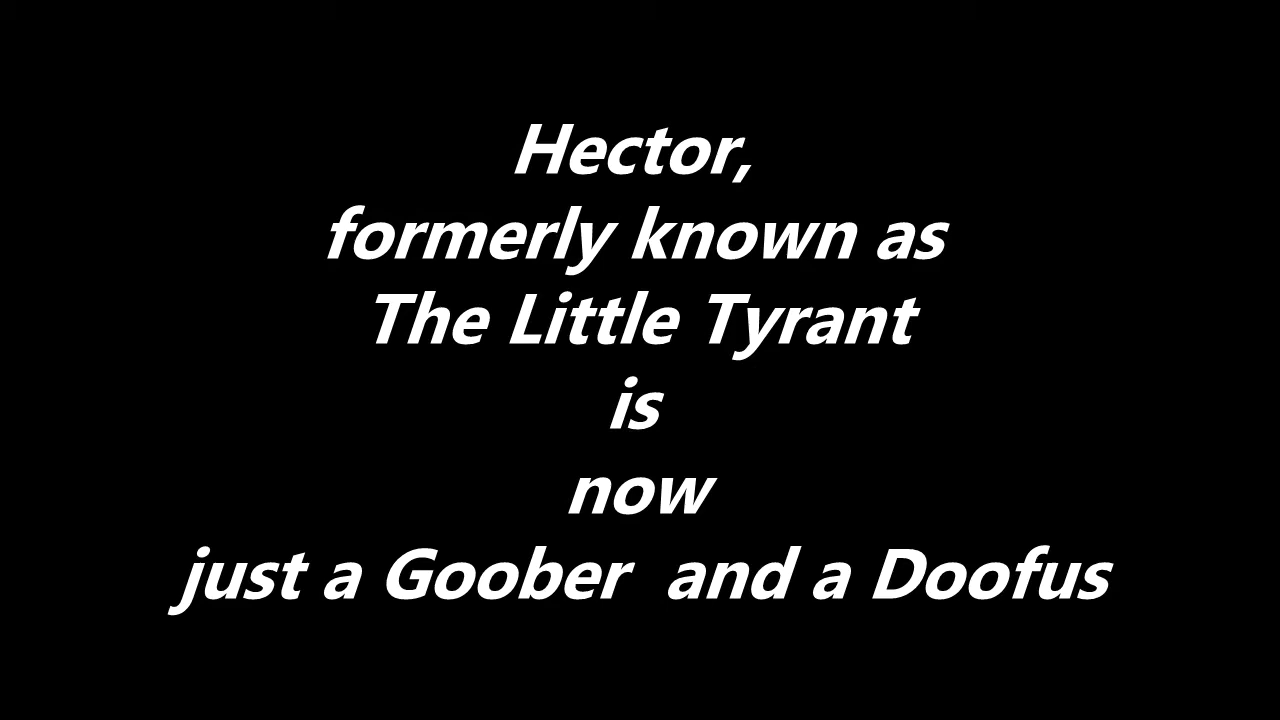 Hector,
formerly known as
The Little Tyrant
is
now
just a Goober  and a Doofus